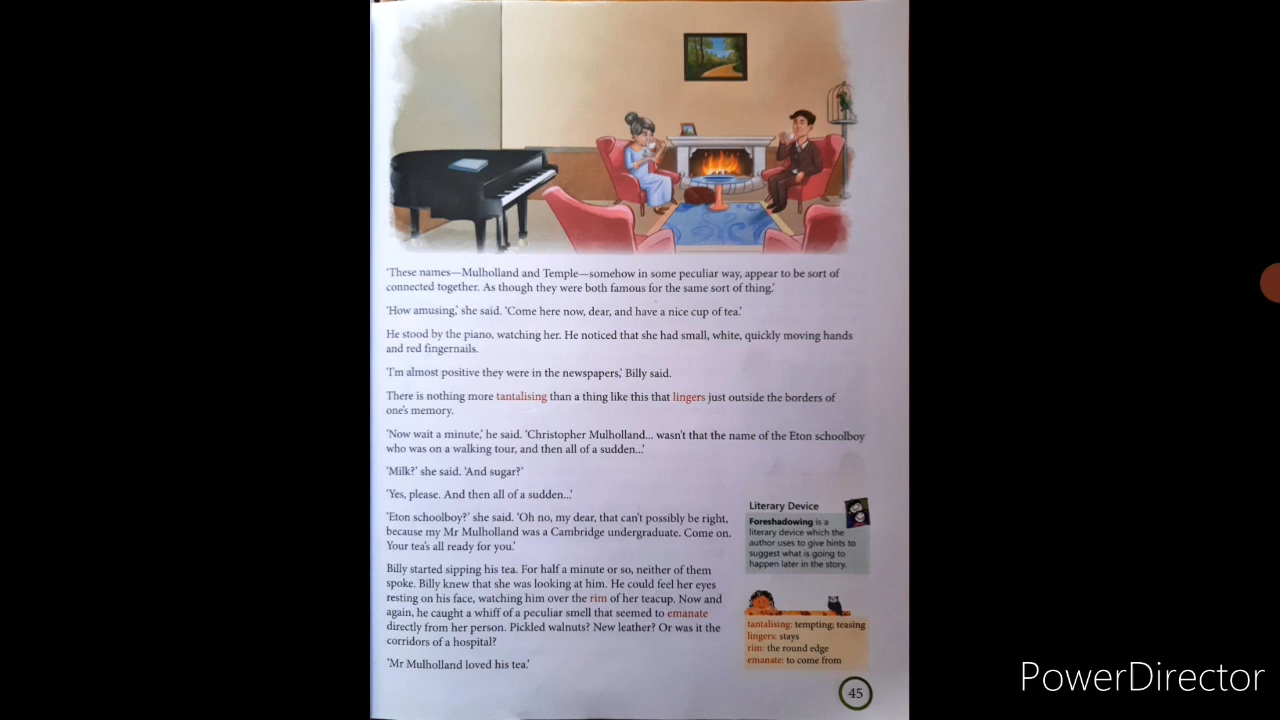 ‘These names—Mulholland and Temple—somehow in some peculiar way, appear to be sort of
connected together. As though they were both famous for the same sort of thing.’
‘How amusing,’ she said. ‘Come here now, dear, and have a nice cup of tea.’
He stood by the piano, watching her. He noticed that she had small, white, quickly moving hands
and red fingernails.
‘I’m almost positive they were in the newspapers,’ Billy said.
There is nothing more tantalising than a thing like this that lingers just outside the borders of
one’s memory.
‘Now wait a minute,’ he said. ‘Christopher Mulholland... wasn’t that the name of the Eton schoolboy
who was on a walking tour, and then all of a sudden...’
‘Milk?’ she said. ‘And sugar?’
‘Yes, please. And then all of a sudden...’
‘Eton schoolboy?’ she said. ‘Oh no, my dear, that can’t possibly be right,
because my Mr Mulholland was a Cambridge undergraduate. Come on.
Your tea’s all ready for you.’
Billy started sipping his tea. For half a minute or so, neither of them
spoke. Billy knew that she was looking at him. He could feel her eyes
resting on his face, watching him over the rim of her teacup. Now and
again, he caught a whiff of a peculiar smell that seemed to emanate
directly from her person. Pickled walnuts? New leather? Or was it the
corridors of a hospital?
‘Mr Mulholland loved his tea.’
Literary Device
Foreshadowing is a
literary device which the
author uses to give hints to
suggest what is going to
happen later in the story.
tantalising: tempting; teasing
lingers: stays
rim: the round edge
emanate: to come from
45
PowerDirector